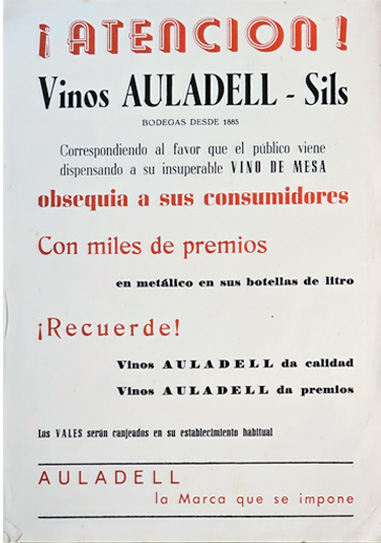 ¡ATENCION!
Vinos AULADELL - Sils
BODEGAS DESDE 1885
Correspondiendo al favor que el público viene
dispensando a su insuperable VINO DE MESA
obsequia a sus consumidores
Con miles de premios
en metálico en sus botellas de litro
¡Recuerde!
Vinos AULADELL da calidad
Vinos AULADELL da premios
Los VALES serán canjeados en su establecimiento habitual
AULADELL
la Marca que se impone